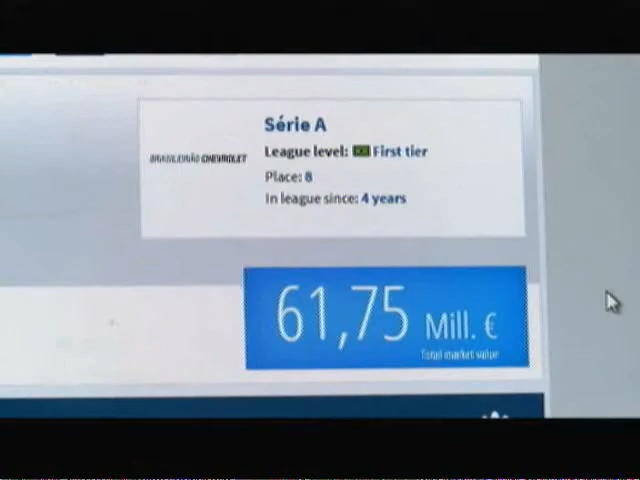 Série A
BRASILEIRÃO CHEVROLET
League level: First tier
Place: 8
In league since: 4 years
61,75 Mill. €
Total market value